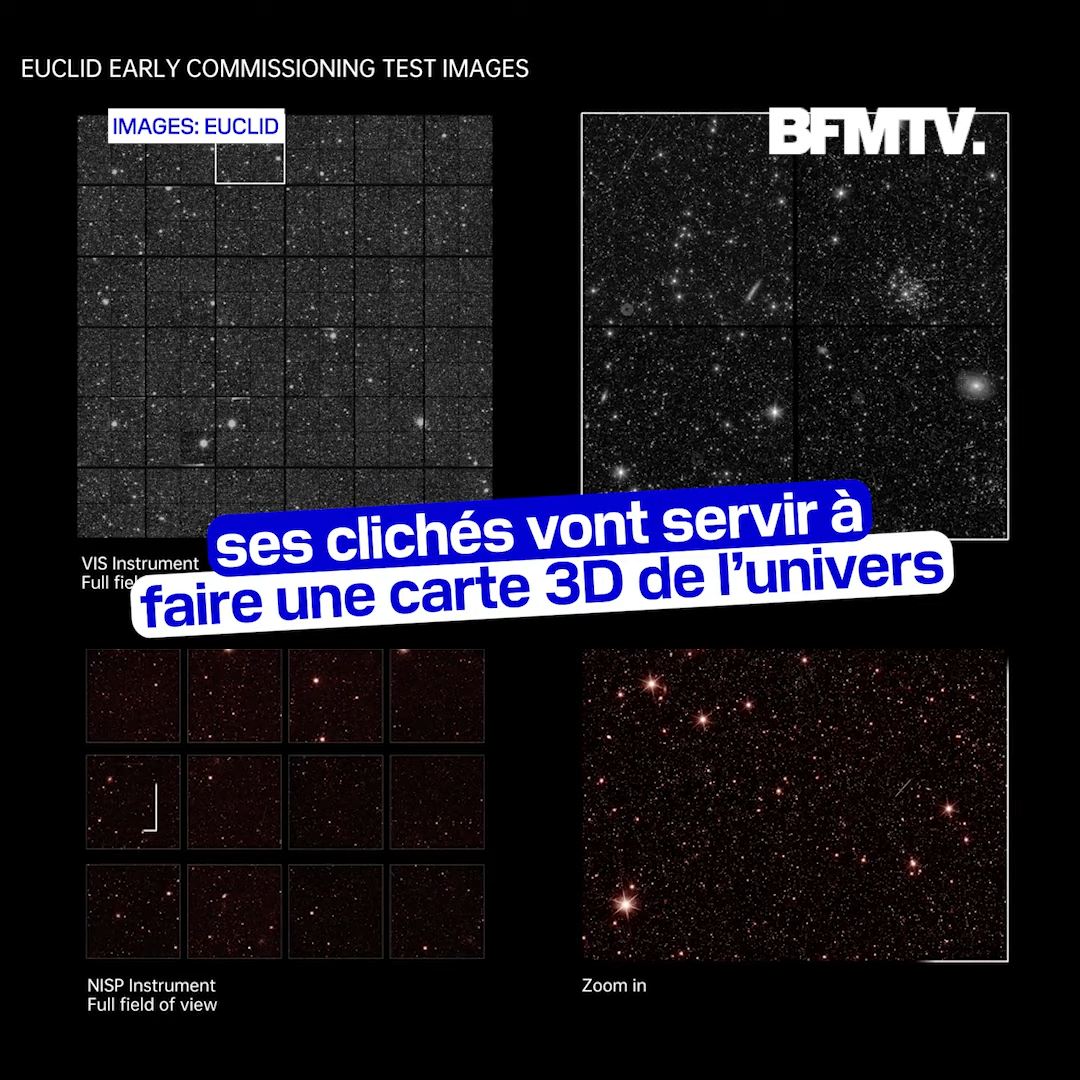 EUCLID EARLY COMMISSIONING TEST IMAGES
IMAGES: EUCLID
BFMTV.
ses clichés vont servir à
faire une carte 3D de l'univers
VIS Instrument
Full
NISP Instrument
Full field of view
Zoom in